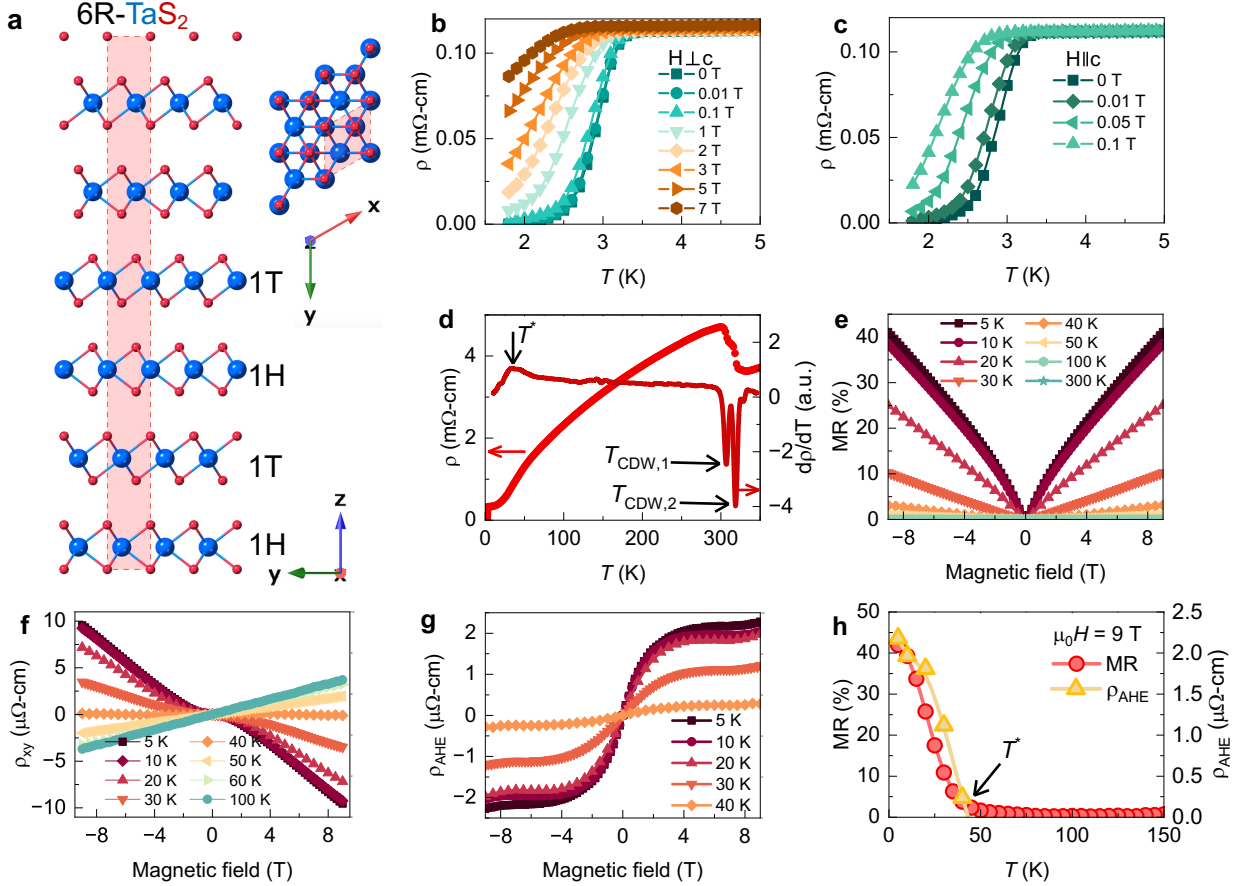 a
6R-TaS2
1T
1H
1T
1H
x
z
y
z
y
x
b
ρ (mΩ-cm)
0.10
0.05
0.00
H⊥c
0 T
0.01 T
0.1 T
1 T
2 T
3 T
5 T
7 T
2 3 4 5
T (K)
c
ρ (mΩ-cm)
0.10
0.05
0.00
H∥c
0 T
0.01 T
0.05 T
0.1 T
2 3 4 5
T (K)
d
ρ (mΩ-cm)
4
2
0
T*
TCDW,1
TCDW,2
2
0
−2
−4
dρ/dT (a.u.)
0 100 200 300
T (K)
e
MR (%)
40
30
20
10
0
5 K
10 K
20 K
30 K
40 K
50 K
100 K
300 K
−8 −4 0 4 8
Magnetic field (T)
f
ρxy (μΩ-cm)
10
5
0
−5
−10
5 K
10 K
20 K
30 K
40 K
50 K
60 K
100 K
−8 −4 0 4 8
Magnetic field (T)
g
ρAHE (μΩ-cm)
2
1
0
−1
−2
5 K
10 K
20 K
30 K
40 K
−8 −4 0 4 8
Magnetic field (T)
h
MR (%)
50
40
30
20
10
0
μ0H = 9 T
MR
ρAHE
T*
2.5
2.0
1.5
1.0
0.5
0.0
ρAHE (μΩ-cm)
0 50 100 150
T (K)